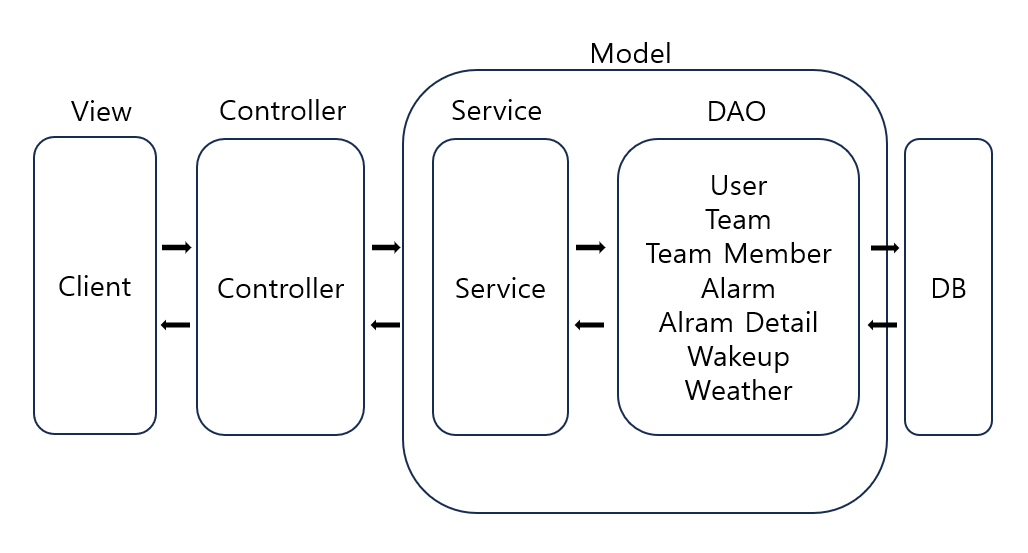 Model
View
Controller
Service
DAO
Client
Controller
Service
User
Team
Team Member
Alarm
Alram Detail
Wakeup
Weather
DB